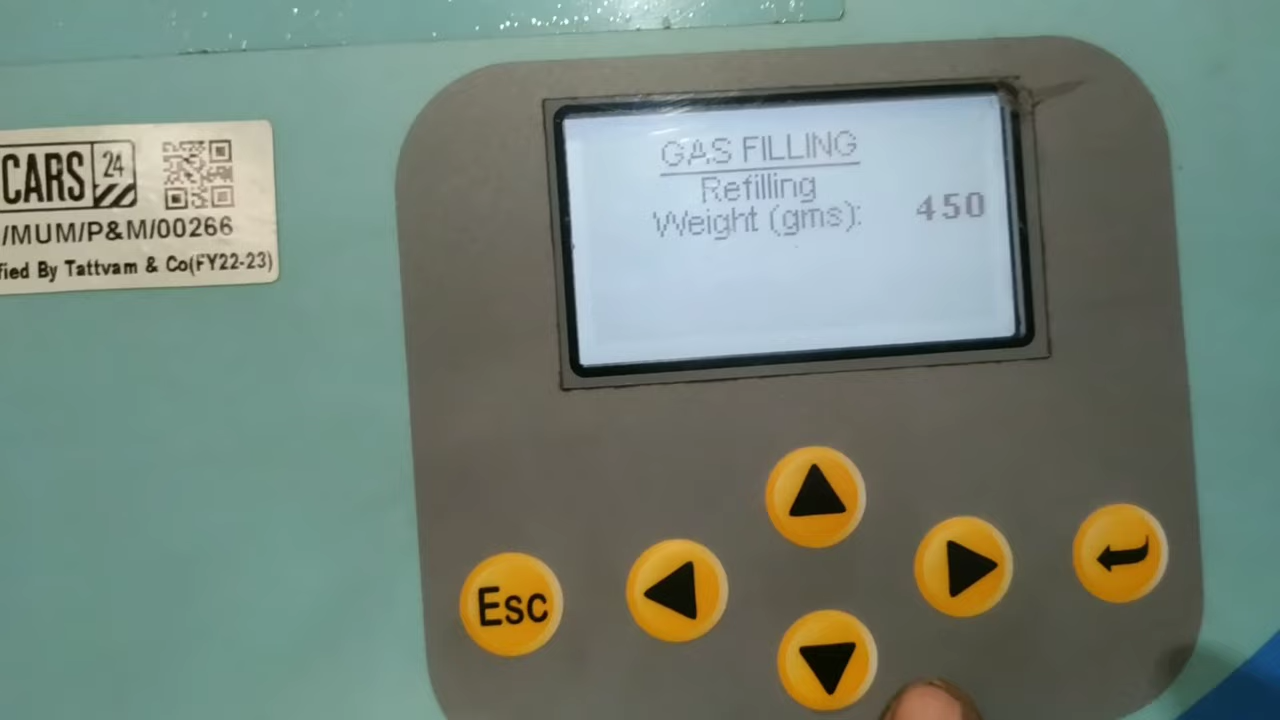 CARS 24
/MUM/P&M/00266
fied By Tattvam & Co(FY22-23)
GAS FILLING
Refilling
Weight (gms): 450
Esc